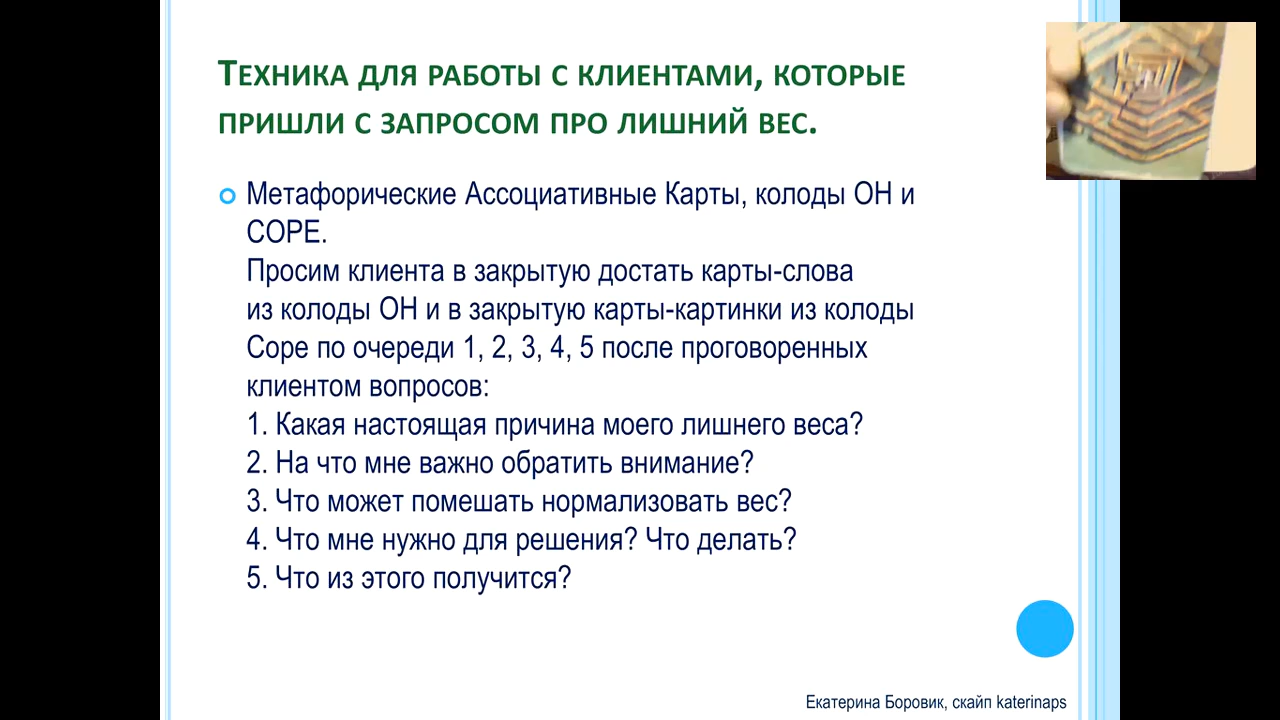 Техника для работы с клиентами, которые
пришли с запросом про лишний вес.
Метафорические Ассоциативные Карты, колоды ОН и
СОРЕ.
Просим клиента в закрытую достать карты-слова
из колоды ОН и в закрытую карты-картинки из колоды
Соре по очереди 1, 2, 3, 4, 5 после проговоренных
клиентом вопросов:
1. Какая настоящая причина моего лишнего веса?
2. На что мне важно обратить внимание?
3. Что может помешать нормализовать вес?
4. Что мне нужно для решения? Что делать?
5. Что из этого получится?
Екатерина Боровик, скайп katerinaps